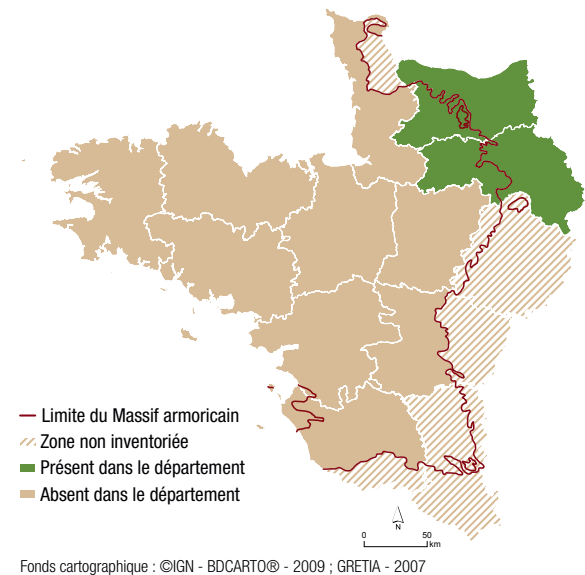 Limite du Massif armoricain
Zone non inventoriée
Présent dans le département
Absent dans le département
N
0 50
km
Fonds cartographique : ©IGN - BDCARTO® - 2009 ; GRETIA - 2007